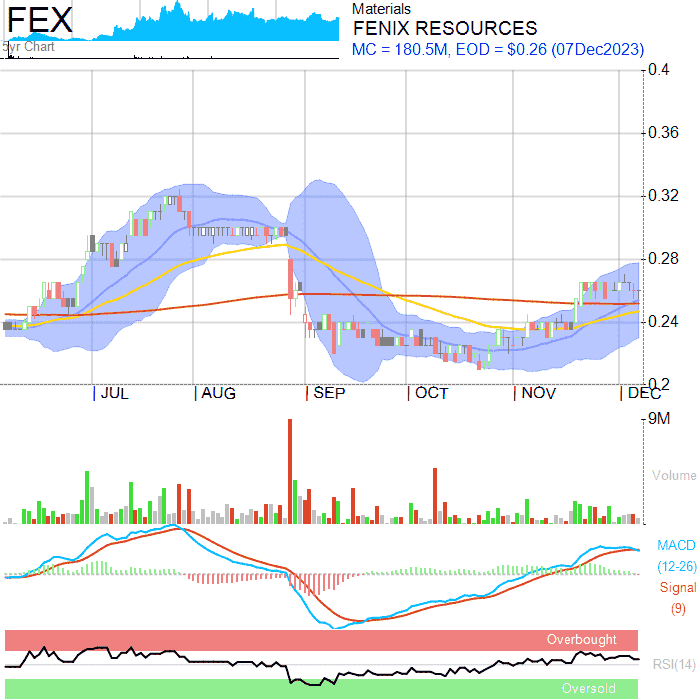 FEX
5yr Chart
Materials
FENIX RESOURCES
MC = 180.5M, EOD = $0.26 (07Dec2023)
0.4
0.36
0.32
0.28
0.24
0.2
JUL AUG SEP OCT NOV DEC
9M
Volume
MACD
(12-26)
Signal
(9)
Overbought
RSI(14)
Oversold